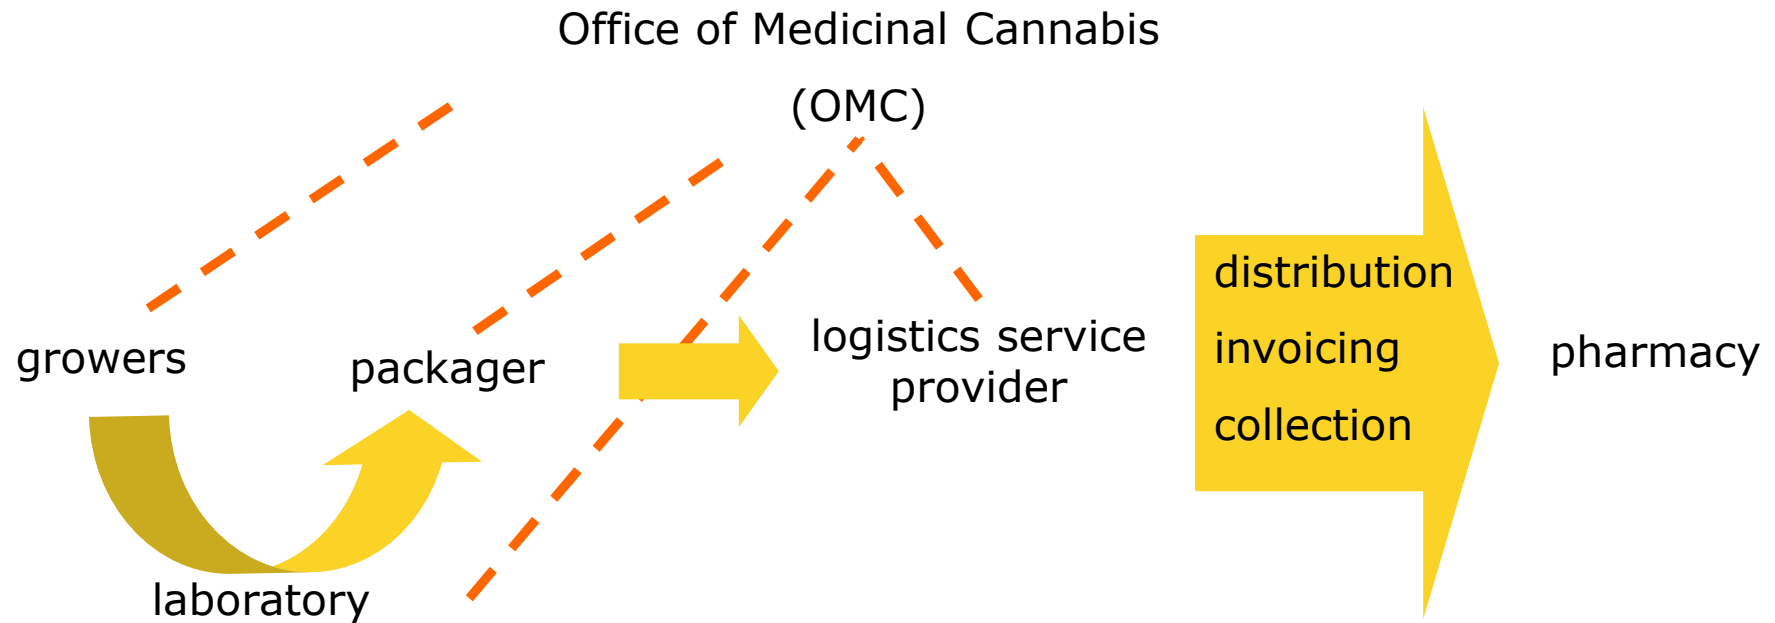 Office of Medicinal Cannabis
(OMC)
growers
packager
logistics service
provider
distribution
invoicing
collection
pharmacy
laboratory